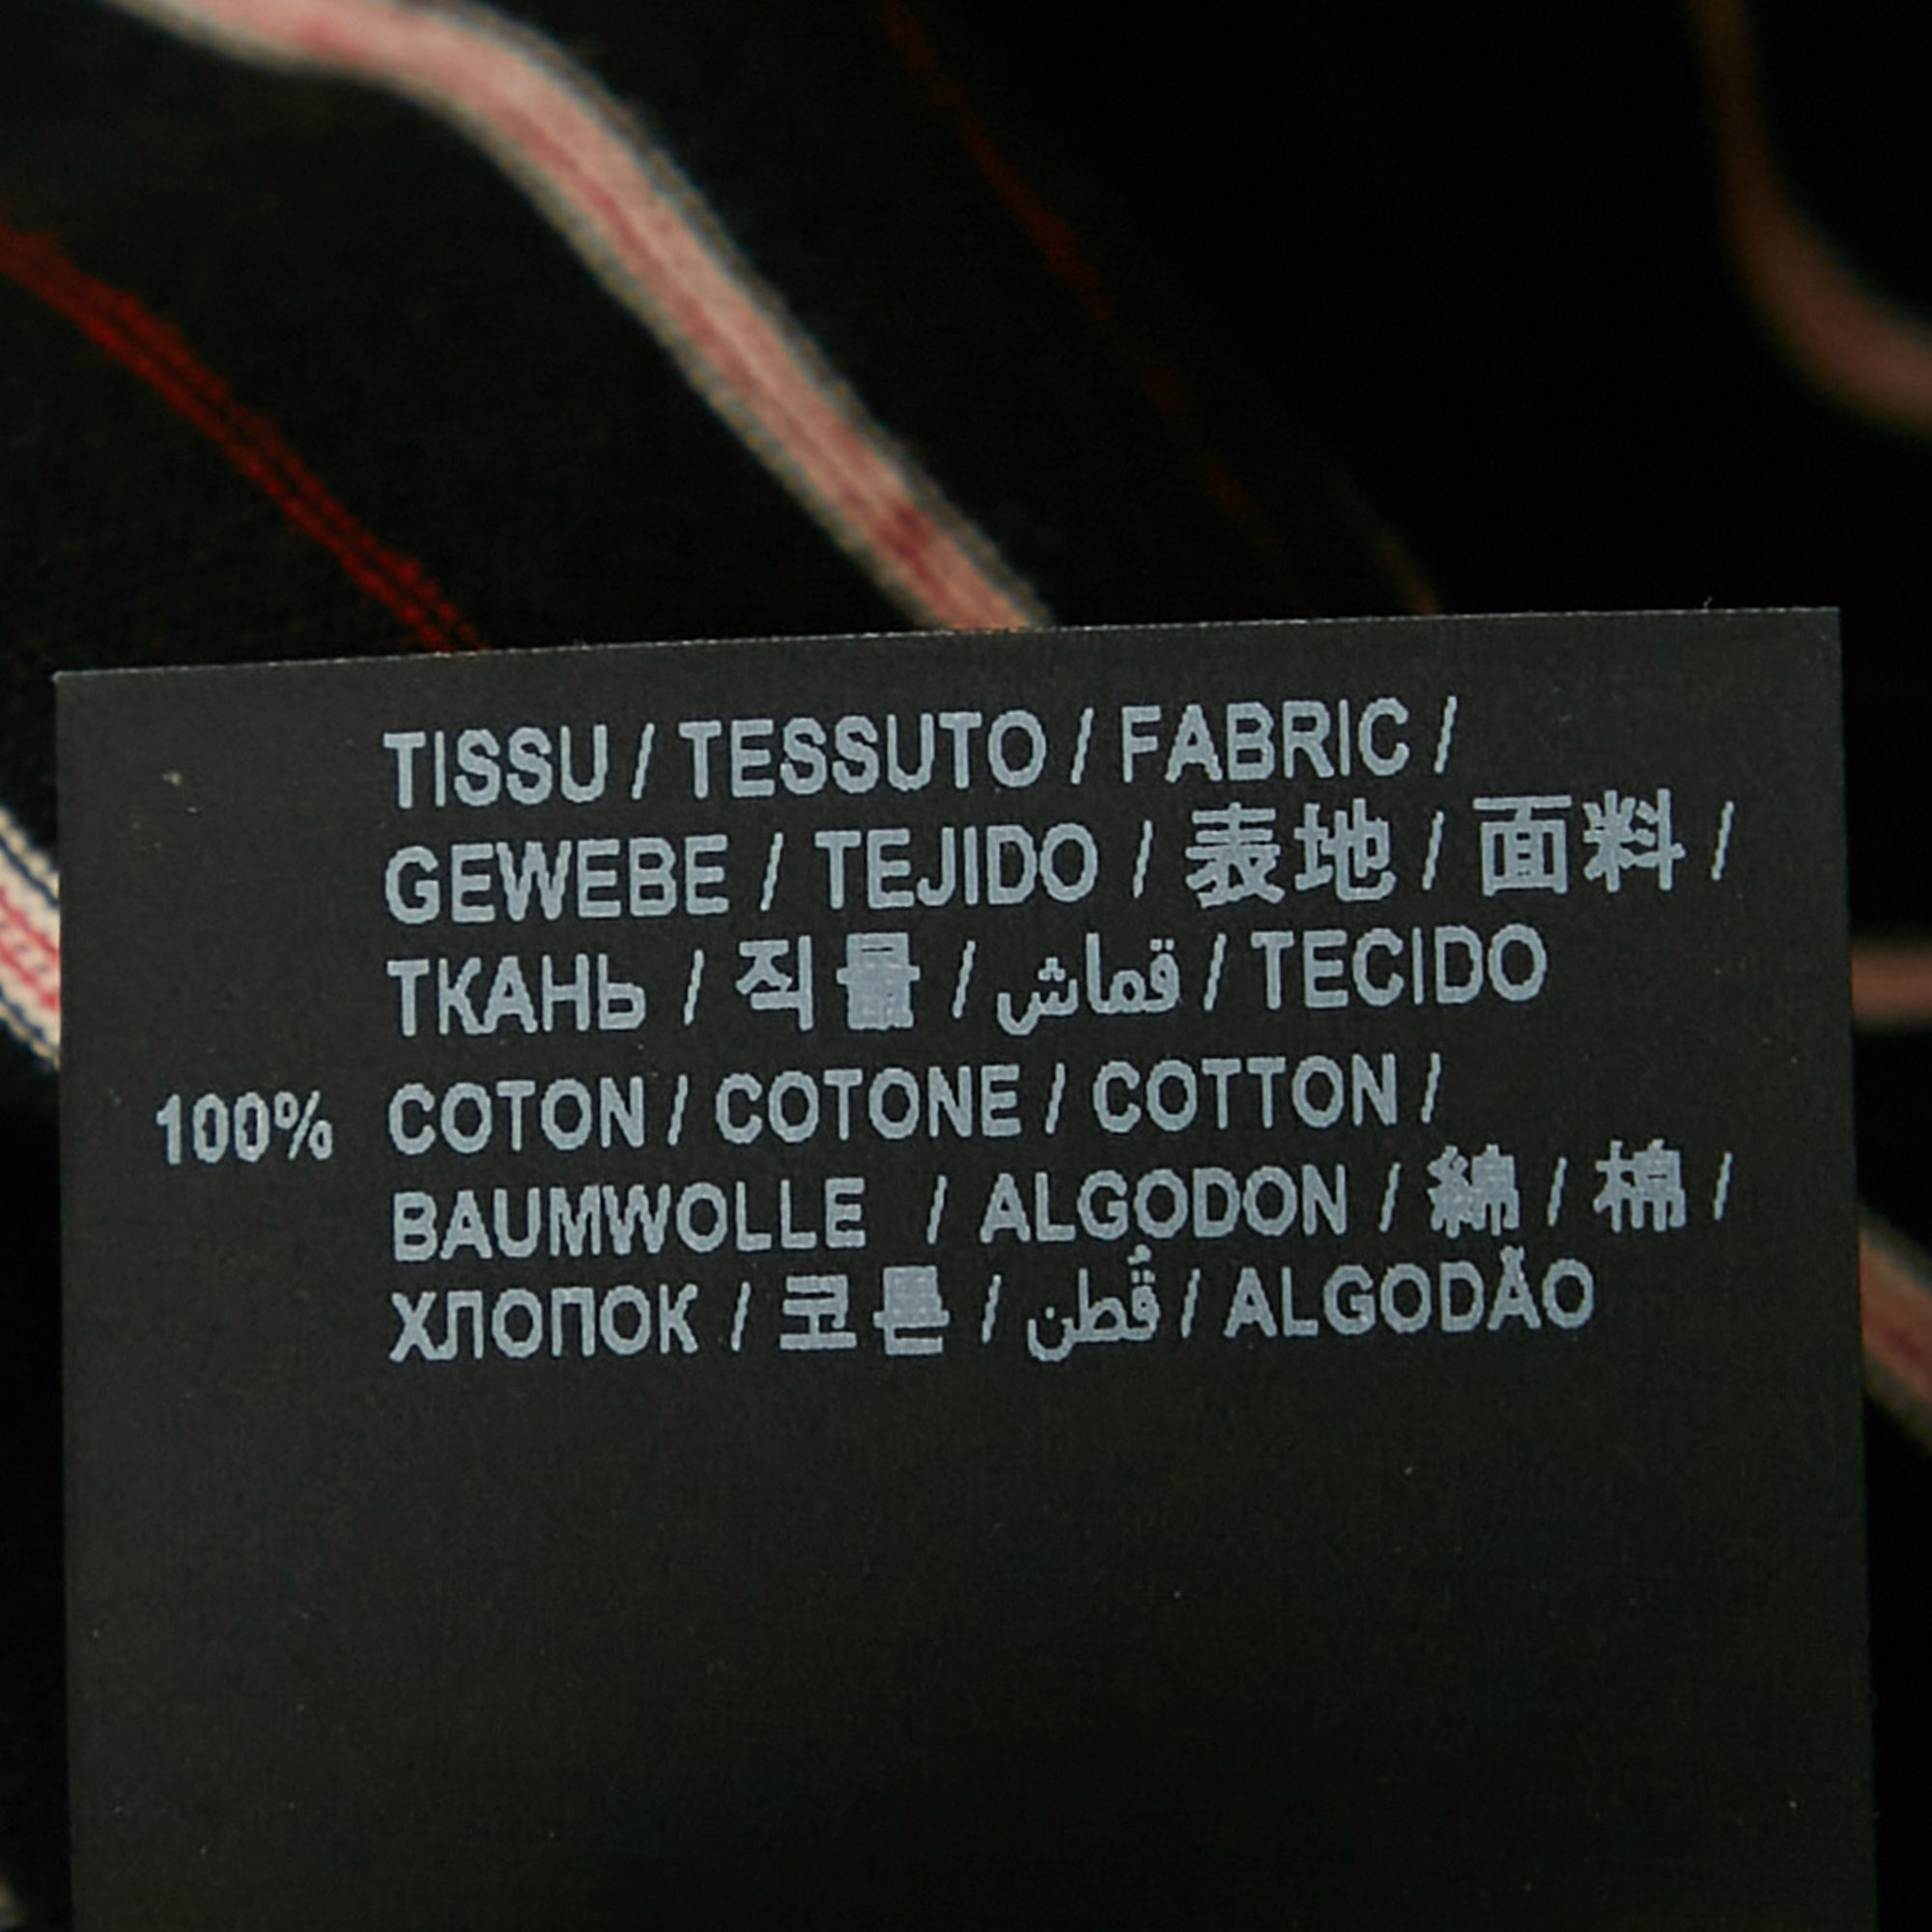 TISSU / TESSUTO / FABRIC /
GEWEBE / TEJIDO / 表地 / 面料 /
ТКАНЬ / 직물 / قماش / TECIDO
100% COTON / COTONE / COTTON /
BAUMWOLLE / ALGODON / 綿 / 棉 /
ХЛОПОК / 코튼 / قُطن / ALGODÃO